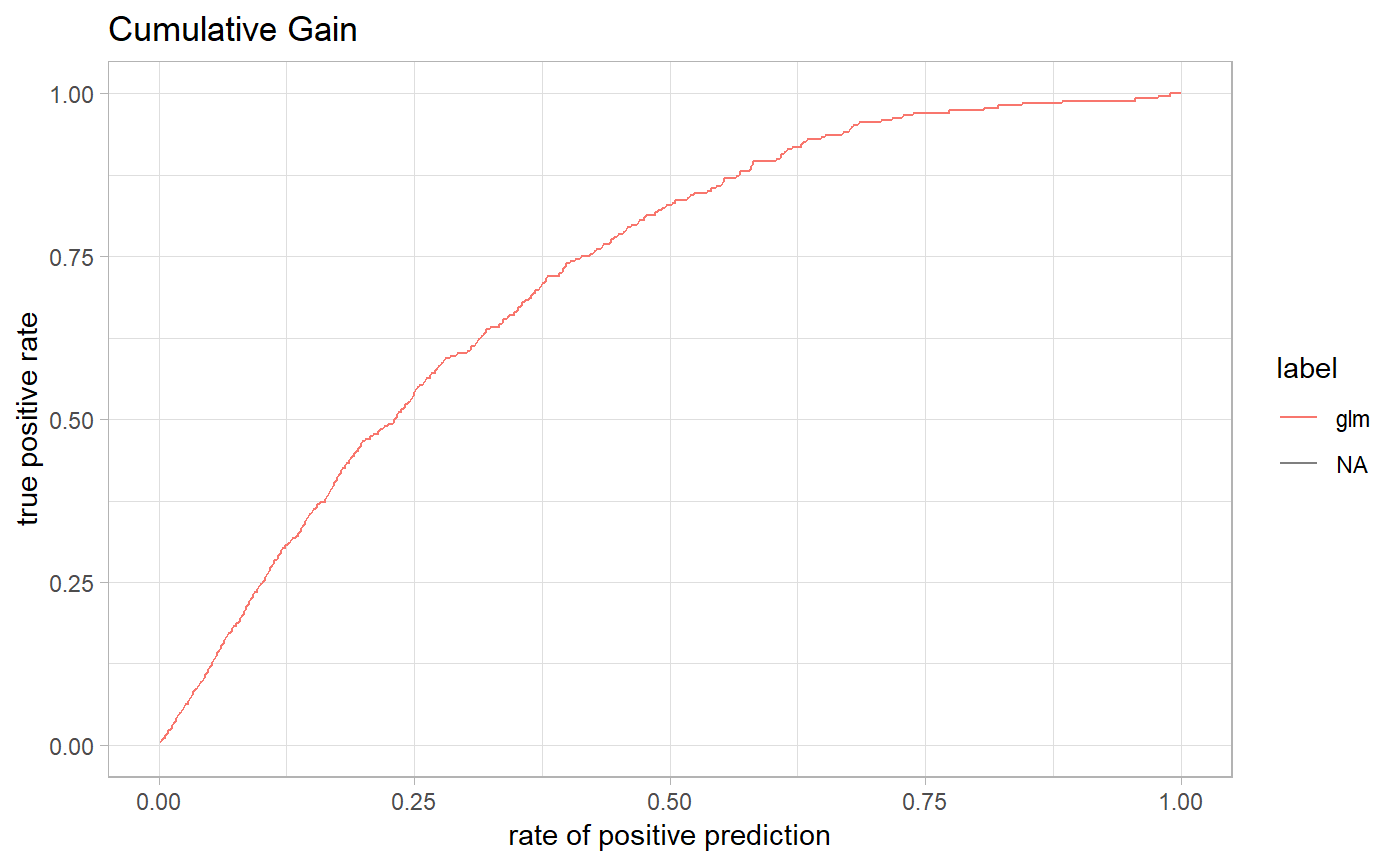 Cumulative Gain
1.00
0.75
0.50
0.25
0.00
true positive rate
0.00 0.25 0.50 0.75 1.00
rate of positive prediction
label
glm
NA